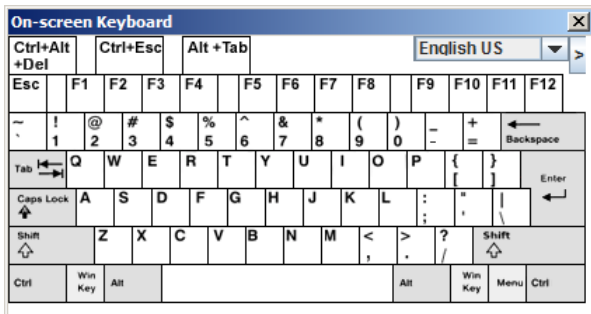 On-screen Keyboard X
Ctrl+Alt +Del Ctrl+Esc Alt +Tab English US >
Esc F1 F2 F3 F4 F5 F6 F7 F8 F9 F10 F11 F12
~ ! @ # $ % ^ & * ( ) _ +
` 1 2 3 4 5 6 7 8 9 0 - = Backspace
Tab Q W E R T Y U I O P { }
[ ] Enter
Caps Lock A S D F G H J K L : " |
; ' \
Shift Z X C V B N M < > ? Shift
, . /
Ctrl Win Key Alt Alt Win Key Menu Ctrl